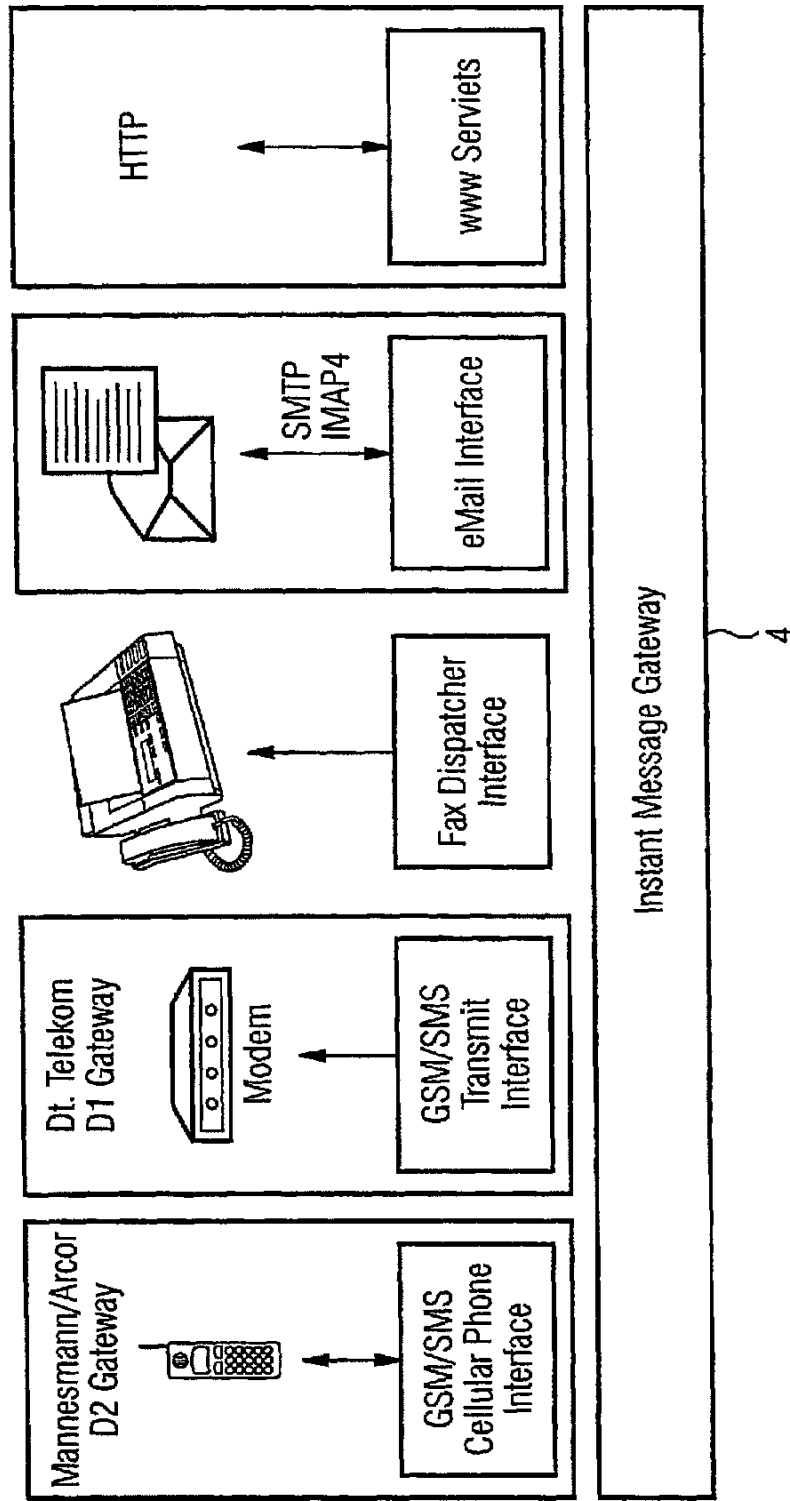 Mannesmann/Arcor
D2 Gateway
GSM/SMS
Cellular Phone
Interface
Dt. Telekom
D1 Gateway
Modem
GSM/SMS
Transmit
Interface
Fax Dispatcher
Interface
SMTP
IMAP4
eMail Interface
HTTP
www Serviets
Instant Message Gateway
4